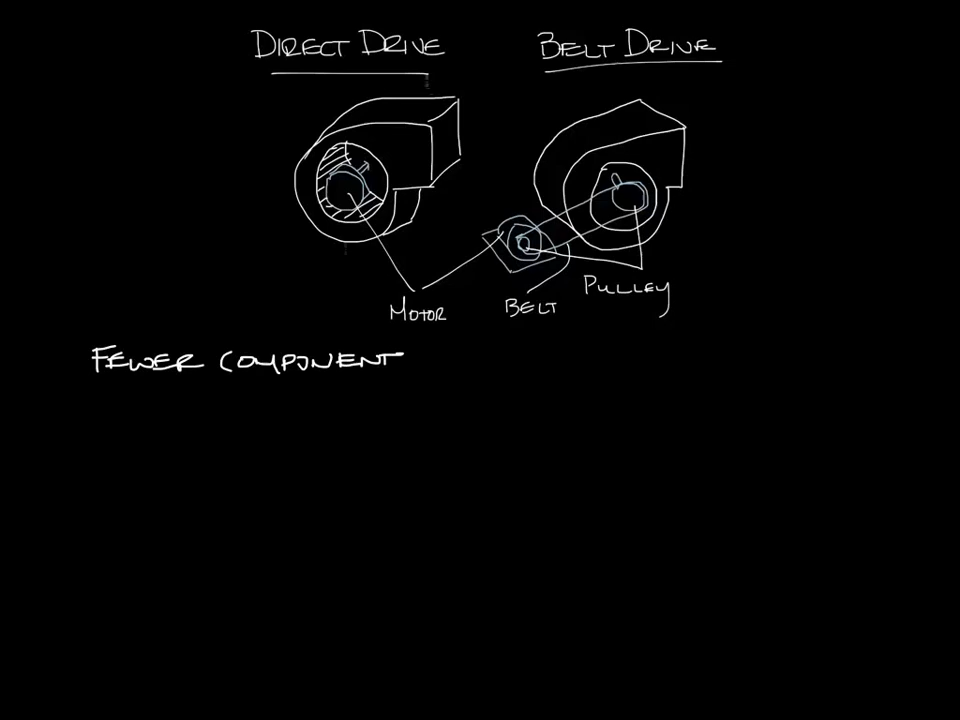 DIRECT DRIVE
BELT DRIVE
MOTOR
BELT
PULLEY
FEWER COMPONENT